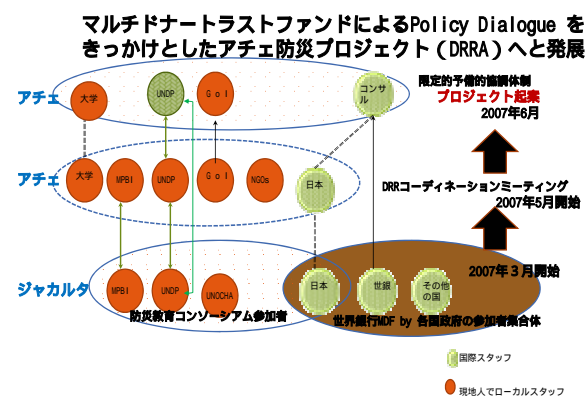 マルチドナートラストファンドによるPolicy Dialogue を
きっかけとしたアチェ防災プロジェクト（DRRA）へと発展
アチェ
大学
UNDP
ＧｏＩ
コンサ
ル
限定的予備的協調体制
プロジェクト起案
2007年6月
アチェ
大学
MPBI
UNDP
ＧｏＩ
NGOs
日本
DRRコーディネーションミーティング
2007年5月開始
ジャカルタ
MPBI
UNDP
UNOCHA
日本
世銀
その他
の国
2007年３月開始
防災教育コンソーシアム参加者
世界銀行MDF by 各国政府の参加者集合体
国際スタッフ
現地人でローカルスタッフ